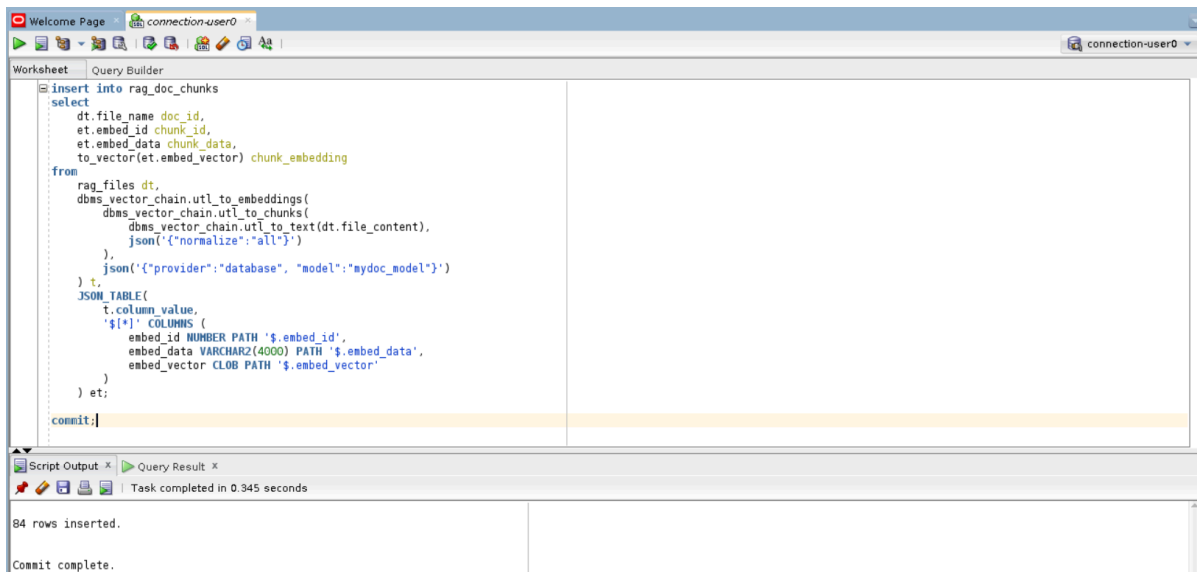 Welcome Page
connection-user0
connection-user0
Worksheet Query Builder
insert into rag_doc_chunks
select
dt.file_name doc_id,
et.embed_id chunk_id,
et.embed_data chunk_data,
to_vector(et.embed_vector) chunk_embedding
from
rag_files dt,
dbms_vector_chain.utl_to_embeddings(
dbms_vector_chain.utl_to_chunks(
dbms_vector_chain.utl_to_text(dt.file_content),
json('{"normalize":"all"}')
),
json('{"provider":"database", "model":"mydoc_model"}')
) t,
JSON_TABLE(
t.column_value,
'$[*]' COLUMNS (
embed_id NUMBER PATH '$.embed_id',
embed_data VARCHAR2(4000) PATH '$.embed_data',
embed_vector CLOB PATH '$.embed_vector'
)
) et;
commit;
Script Output x Query Result x
Task completed in 0.345 seconds
84 rows inserted.
Commit complete.